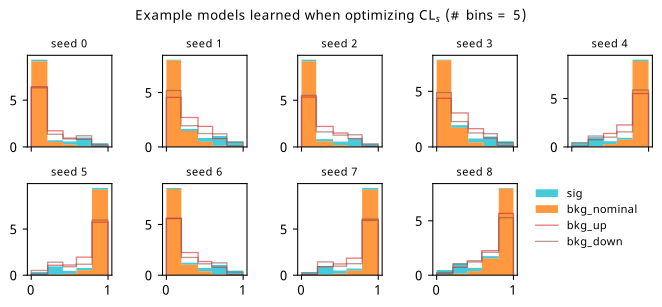 Example models learned when optimizing CLₛ (# bins = 5)
seed 0
seed 1
seed 2
seed 3
seed 4
5
0
5
0
5
0
5
0
5
0
seed 5
seed 6
seed 7
seed 8
sig
bkg_nominal
bkg_up
bkg_down
5
0
5
0
5
0
5
0
0
1
0
1
0
1
0
1